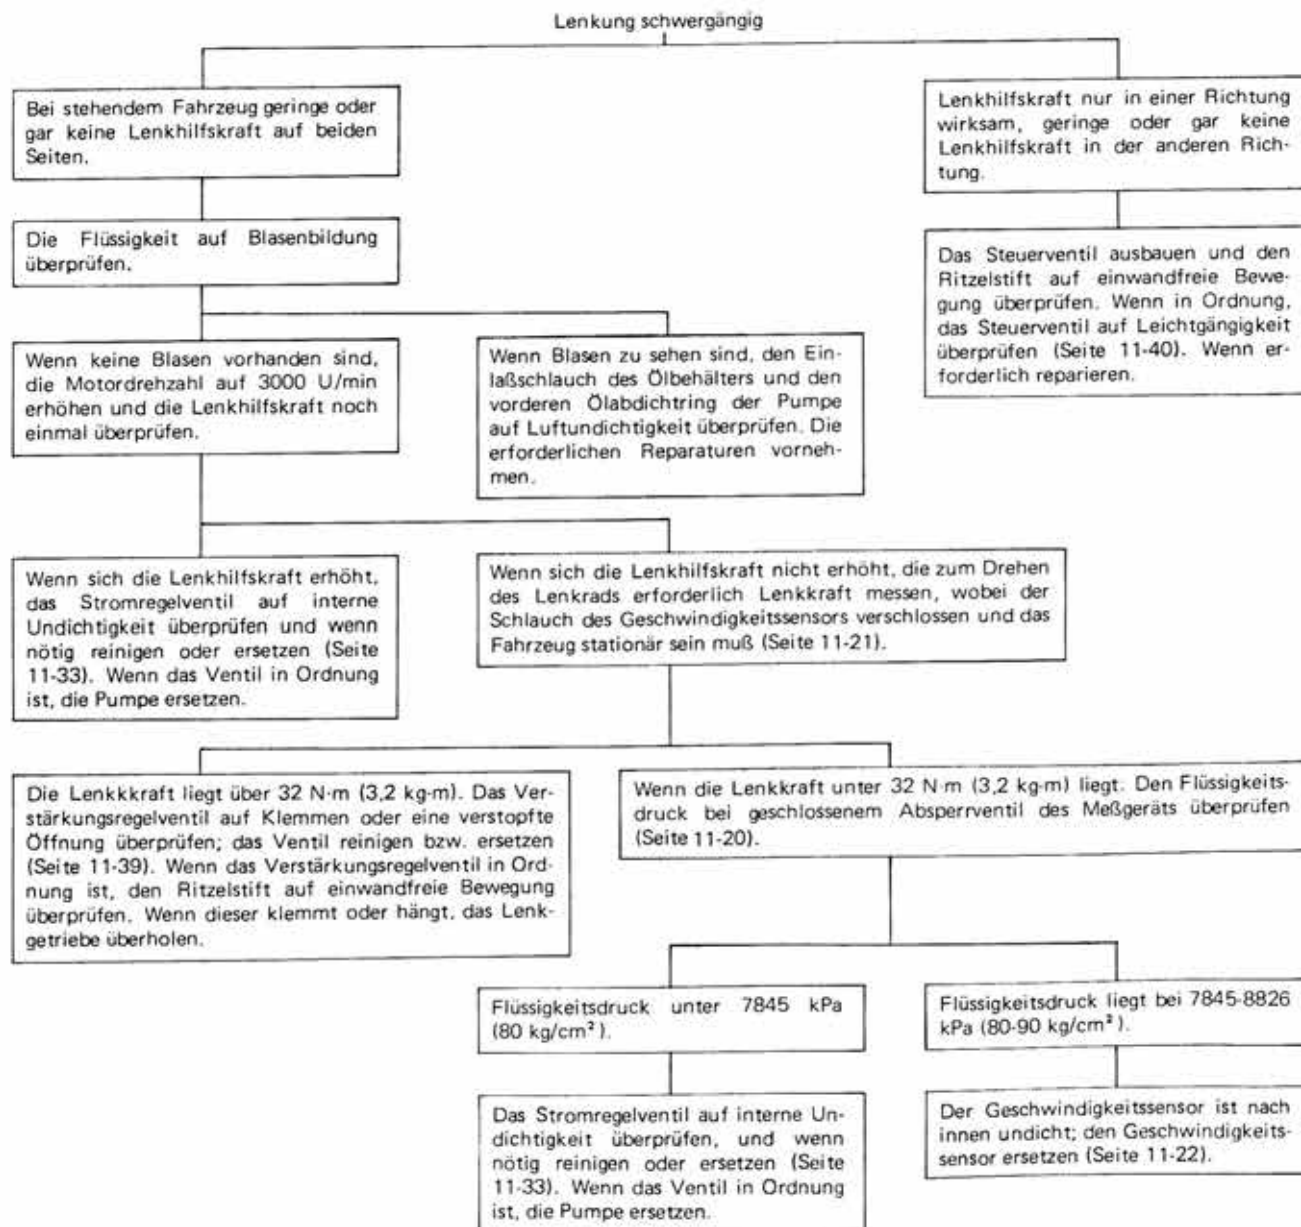 Lenkung schwergängig
Bei stehendem Fahrzeug geringe oder
gar keine Lenkhilfskraft auf beiden
Seiten.
Lenkhilfskraft nur in einer Richtung
wirksam, geringe oder gar keine
Lenkhilfskraft in der anderen Rich-
tung.
Die Flüssigkeit auf Blasenbildung
überprüfen.
Das Steuerventil ausbauen und den
Ritzelstift auf einwandfreie Bewe-
gung überprüfen. Wenn in Ordnung,
das Steuerventil auf Leichtgängigkeit
überprüfen (Seite 11-40). Wenn er-
forderlich reparieren.
Wenn keine Blasen vorhanden sind,
die Motordrehzahl auf 3000 U/min
erhöhen und die Lenkhilfskraft noch
einmal überprüfen.
Wenn Blasen zu sehen sind, den Ein-
laßschlauch des Ölbehälters und den
vorderen Ölabdichtring der Pumpe
auf Luftundichtigkeit überprüfen. Die
erforderlichen Reparaturen vorneh-
men.
Wenn sich die Lenkhilfskraft erhöht,
das Stromregelventil auf interne
Undichtigkeit überprüfen und wenn
nötig reinigen oder ersetzen (Seite
11-33). Wenn das Ventil in Ordnung
ist, die Pumpe ersetzen.
Wenn sich die Lenkhilfskraft nicht erhöht, die zum Drehen
des Lenkrads erforderlich Lenkkraft messen, wobei der
Schlauch des Geschwindigkeitssensors verschlossen und das
Fahrzeug stationär sein muß (Seite 11-21).
Die Lenkkkraft liegt über 32 N·m (3,2 kg-m). Das Ver-
stärkungsregelventil auf Klemmen oder eine verstopfte
Öffnung überprüfen; das Ventil reinigen bzw. ersetzen
(Seite 11-39). Wenn das Verstärkungsregelventil in Ord-
nung ist, den Ritzelstift auf einwandfreie Bewegung
überprüfen. Wenn dieser klemmt oder hängt, das Lenk-
getriebe überholen.
Wenn die Lenkkraft unter 32 N·m (3,2 kg-m) liegt: Den Flüssigkeits-
druck bei geschlossenem Absperrventil des Meßgeräts überprüfen
(Seite 11-20).
Flüssigkeitsdruck unter 7845 kPa
(80 kg/cm²).
Flüssigkeitsdruck liegt bei 7845-8826
kPa (80-90 kg/cm²).
Das Stromregelventil auf interne Un-
dichtigkeit überprüfen, und wenn
nötig reinigen oder ersetzen (Seite
11-33). Wenn das Ventil in Ordnung
ist, die Pumpe ersetzen.
Der Geschwindigkeitssensor ist nach
innen undicht; den Geschwindigkeits-
sensor ersetzen (Seite 11-22).